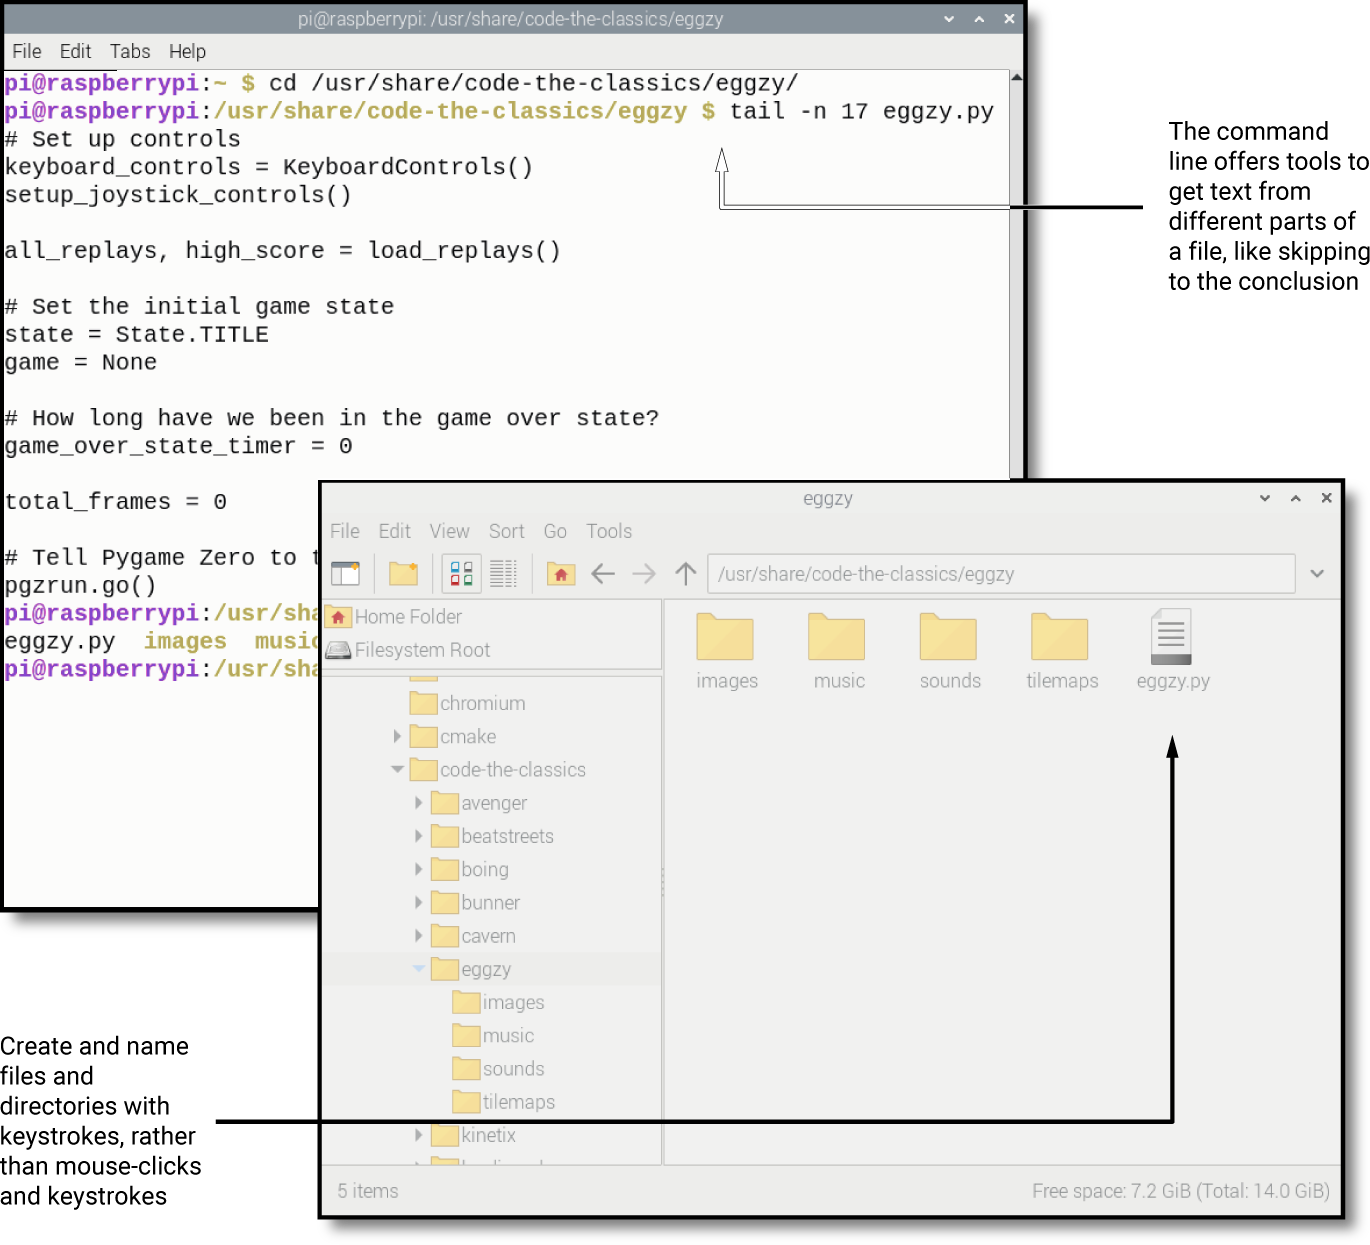 pi@raspberrypi: /usr/share/code-the-classics/eggzy
File Edit Tabs Help
pi@raspberrypi:~ $ cd /usr/share/code-the-classics/eggzy/
pi@raspberrypi:/usr/share/code-the-classics/eggzy $ tail -n 17 eggzy.py
# Set up controls
keyboard_controls = KeyboardControls()
setup_joystick_controls()
all_replays, high_score = load_replays()
# Set the initial game state
state = State.TITLE
game = None
# How long have we been in the game over state?
game_over_state_timer = 0
total_frames = 0
# Tell Pygame Zero to
pgzrun.go()
pi@raspberrypi:/usr/sha
eggzy.py images music
pi@raspberrypi:/usr/sha
The command
line offers tools to
get text from
different parts of
a file, like skipping
to the conclusion
eggzy
File Edit View Sort Go Tools
/usr/share/code-the-classics/eggzy
Home Folder
Filesystem Root
chromium
cmake
code-the-classics
avenger
beatstreets
boing
bunner
cavern
eggzy
images
music
sounds
tilemaps
kinetix
images music sounds tilemaps eggzy.py
5 items
Free space: 7.2 GiB (Total: 14.0 GiB)
Create and name
files and
directories with
keystrokes, rather
than mouse-clicks
and keystrokes